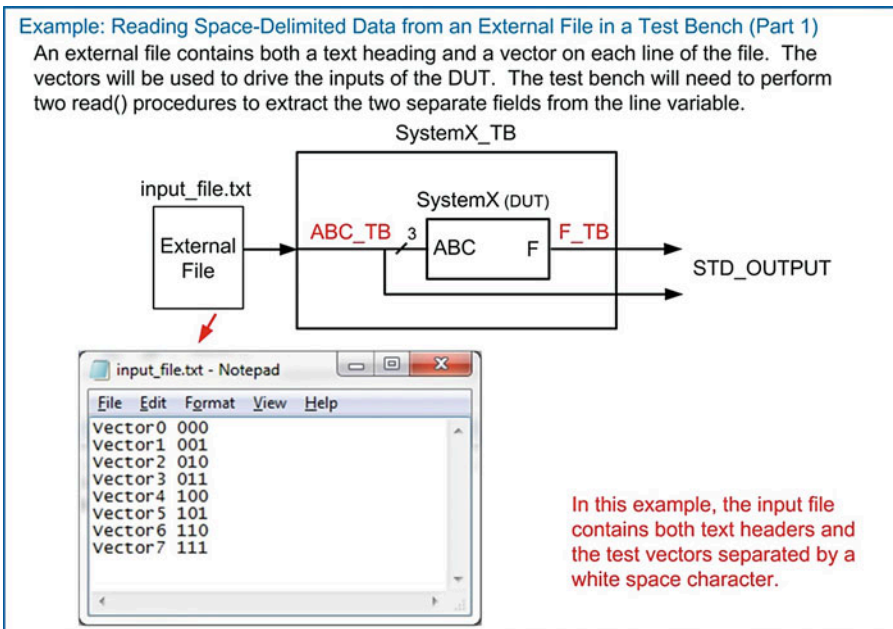 Example: Reading Space-Delimited Data from an External File in a Test Bench (Part 1)
An external file contains both a text heading and a vector on each line of the file. The
vectors will be used to drive the inputs of the DUT. The test bench will need to perform
two read() procedures to extract the two separate fields from the line variable.
SystemX_TB
input_file.txt
SystemX (DUT)
External
File
ABC_TB
3
ABC
F
F_TB
STD_OUTPUT
input_file.txt - Notepad
File Edit Format View Help
Vector0 000
Vector1 001
Vector2 010
Vector3 011
Vector4 100
Vector5 101
Vector6 110
Vector7 111
In this example, the input file
contains both text headers and
the test vectors separated by a
white space character.